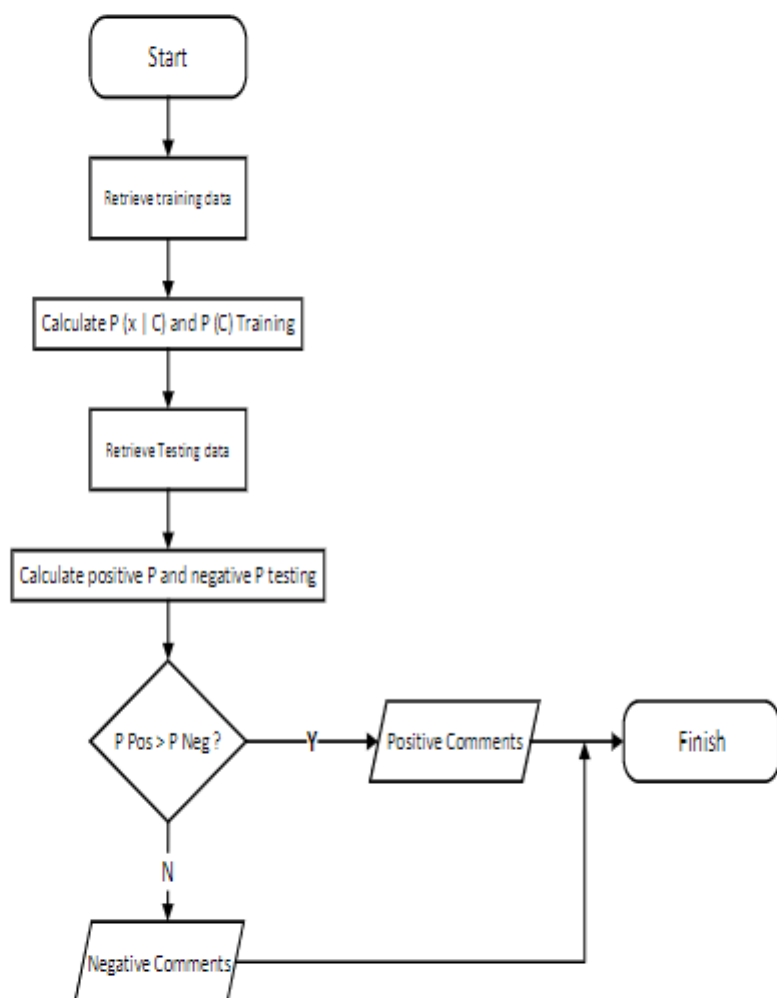 Start
Retrieve training data
Calculate P (x | C) and P (C) Training
Retrieve Testing data
Calculate positive P and negative P testing
P Pos > P Neg ?
Y
Positive Comments
Finish
N
Negative Comments